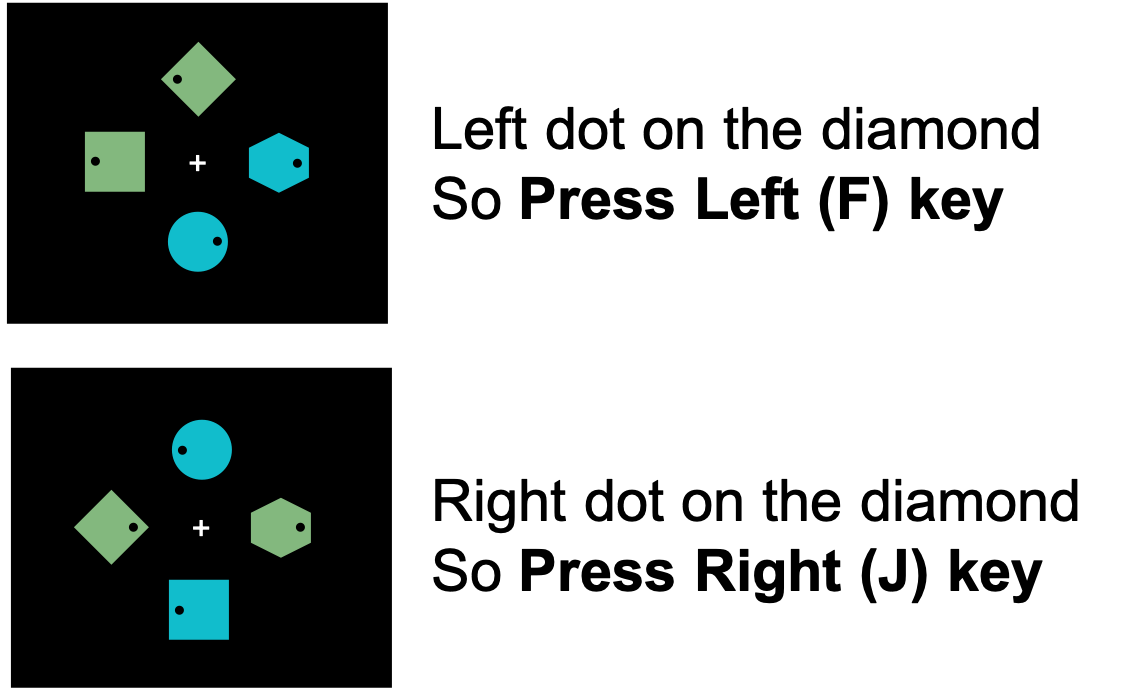 Left dot on the diamond
So Press Left (F) key
Right dot on the diamond
So Press Right (J) key